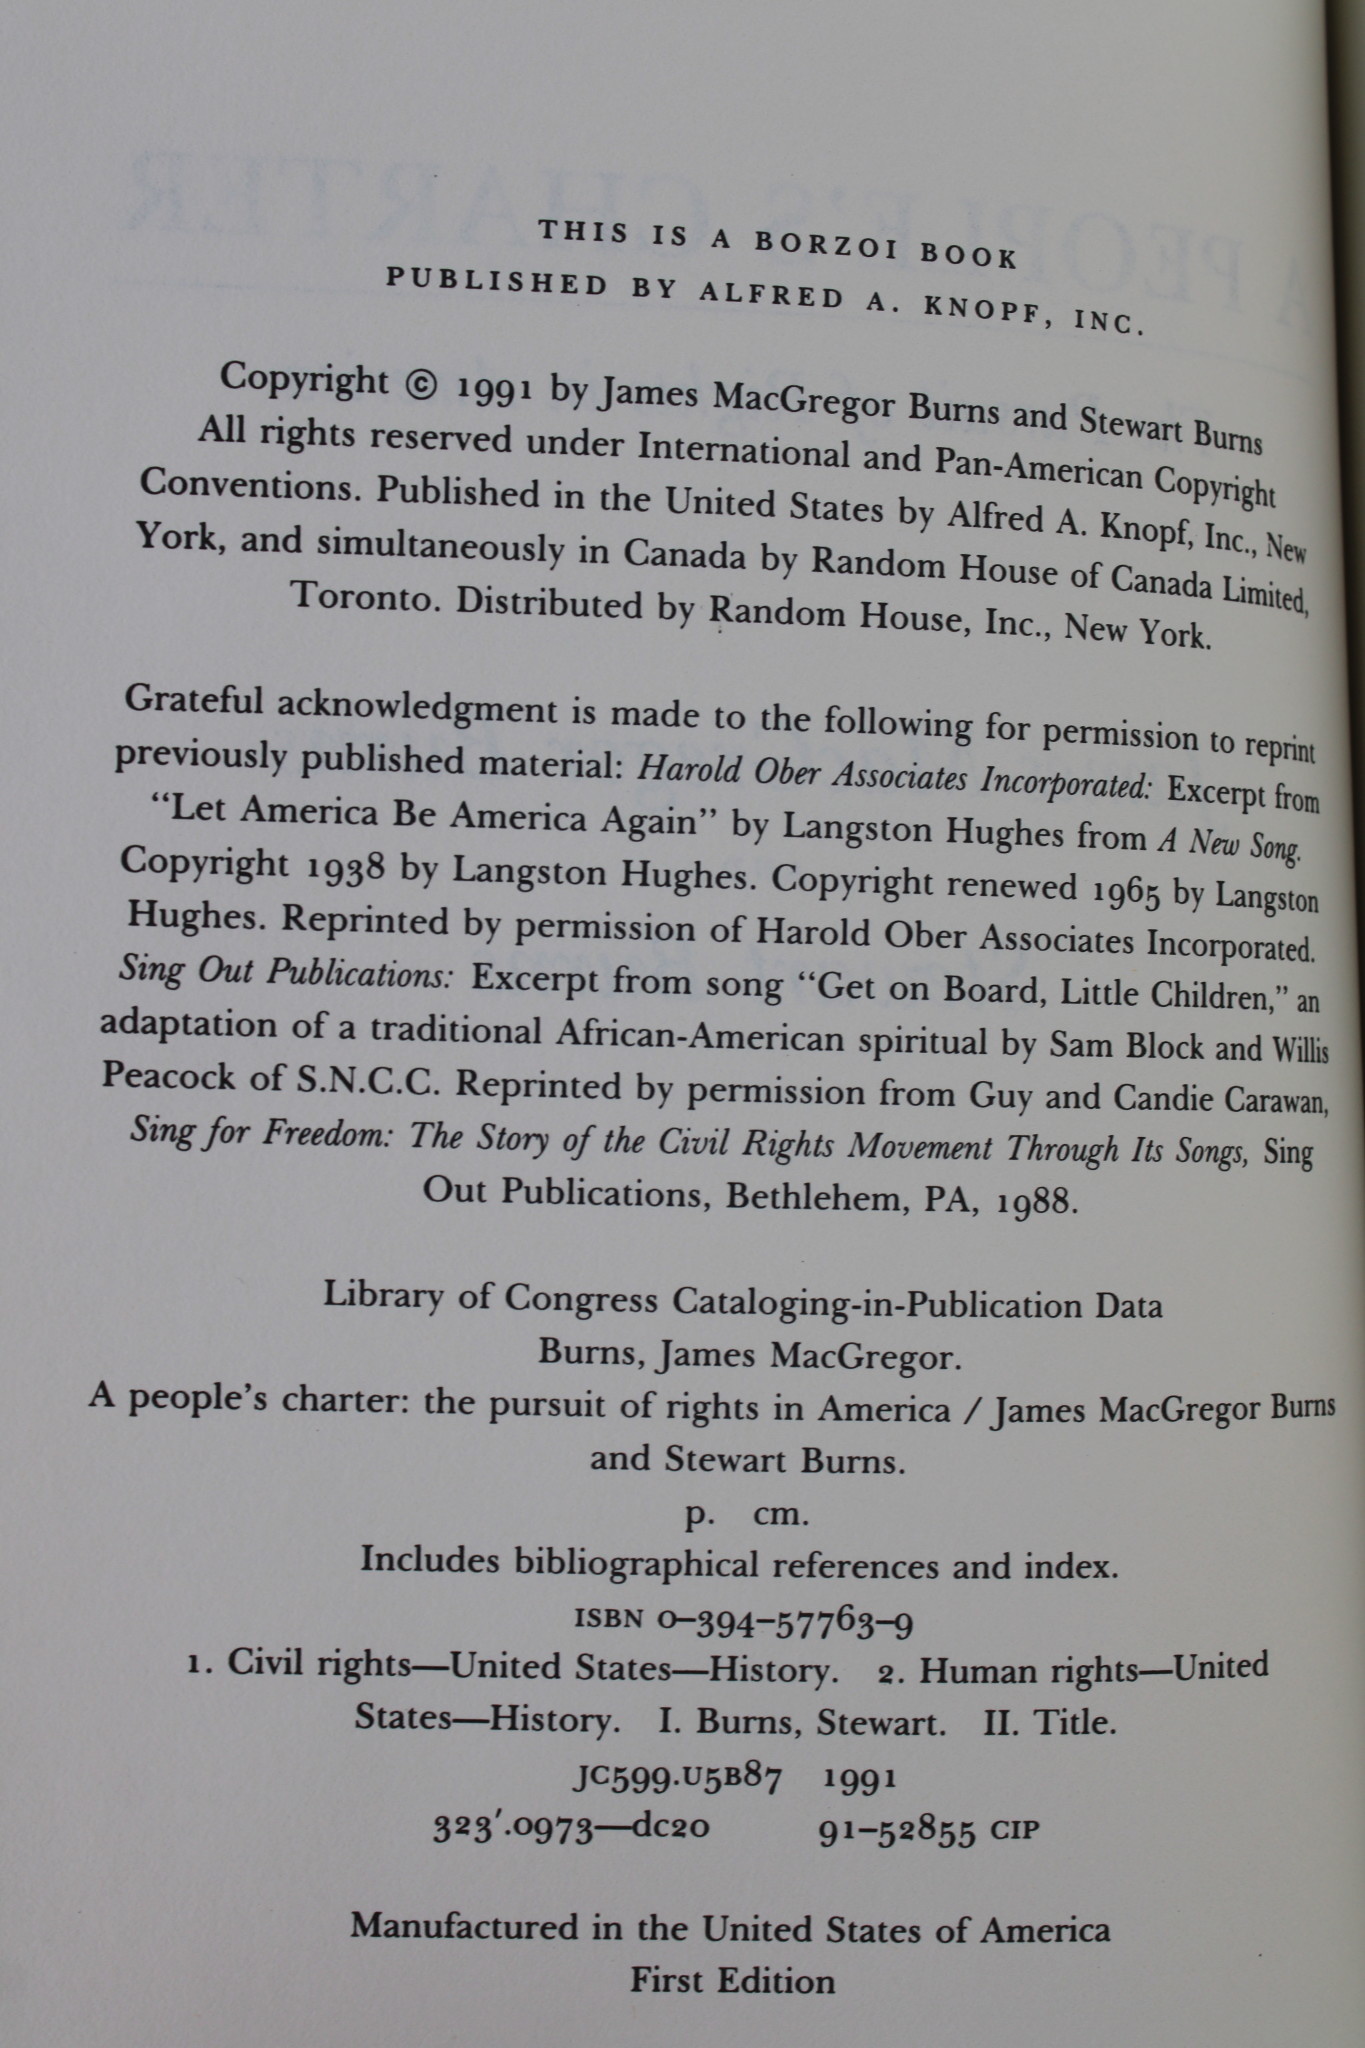 THIS IS A BORZOI BOOK
PUBLISHED BY ALFRED A. KNOPF, INC.
Copyright © 1991 by James MacGregor Burns and Stewart Burns
All rights reserved under International and Pan-American Copyright
Conventions. Published in the United States by Alfred A. Knopf, Inc., New
York, and simultaneously in Canada by Random House of Canada Limited,
Toronto. Distributed by Random House, Inc., New York.
Grateful acknowledgment is made to the following for permission to reprint
previously published material: Harold Ober Associates Incorporated: Excerpt from
“Let America Be America Again” by Langston Hughes from A New Song.
Copyright 1938 by Langston Hughes. Copyright renewed 1965 by Langston
Hughes. Reprinted by permission of Harold Ober Associates Incorporated.
Sing Out Publications: Excerpt from song “Get on Board, Little Children,” an
adaptation of a traditional African-American spiritual by Sam Block and Willis
Peacock of S.N.C.C. Reprinted by permission from Guy and Candie Carawan,
Sing for Freedom: The Story of the Civil Rights Movement Through Its Songs, Sing
Out Publications, Bethlehem, PA, 1988.
Library of Congress Cataloging-in-Publication Data
Burns, James MacGregor.
A people’s charter: the pursuit of rights in America / James MacGregor Burns
and Stewart Burns.
p. cm.
Includes bibliographical references and index.
ISBN 0–394–57763–9
1. Civil rights—United States—History. 2. Human rights—United
States—History. I. Burns, Stewart. II. Title.
JC599.U5B87 1991
323′.0973—dc20 91–52855 CIP
Manufactured in the United States of America
First Edition